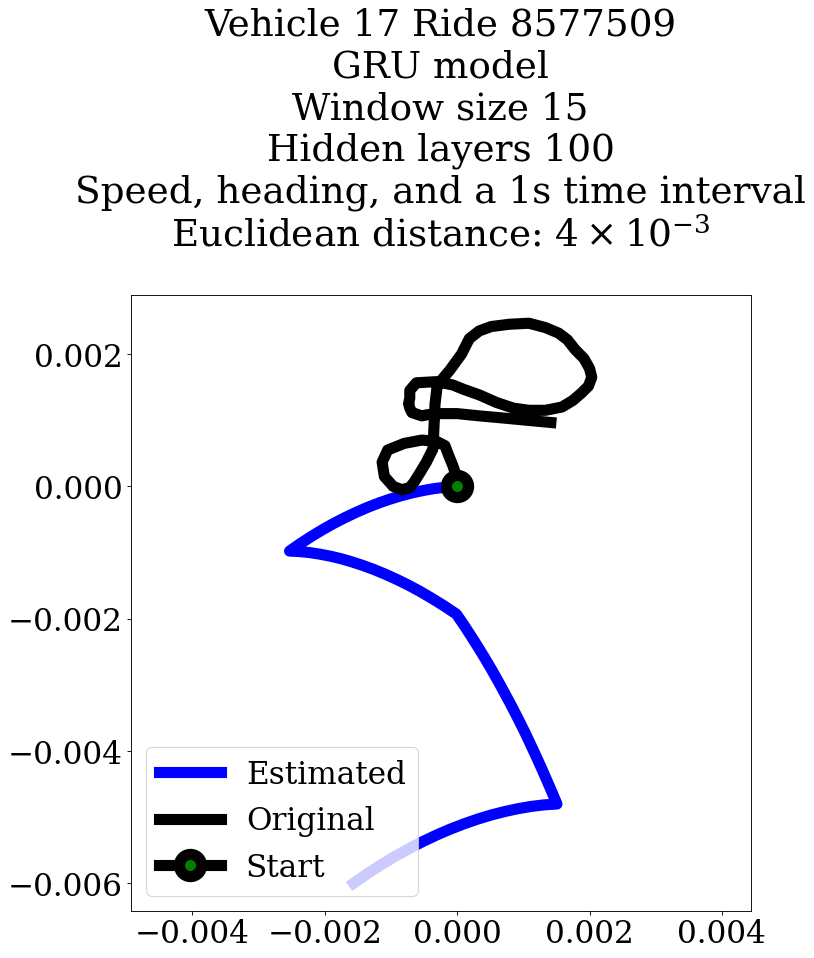 Vehicle 17 Ride 8577509
GRU model
Window size 15
Hidden layers 100
Speed, heading, and a 1s time interval
Euclidean distance: 4 × 10⁻³
0.002
0.000
−0.002
−0.004
−0.006
Estimated
Original
Start
−0.004 −0.002 0.000 0.002 0.004